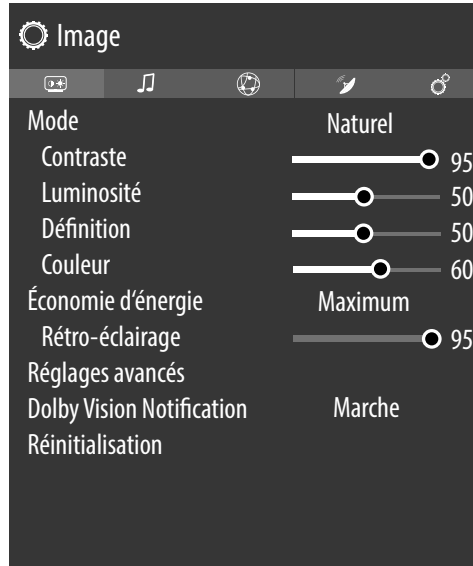 Image
Mode Naturel
Contraste 95
Luminosité 50
Définition 50
Couleur 60
Économie d‘énergie Maximum
Rétro-éclairage 95
Réglages avancés
Dolby Vision Notification Marche
Réinitialisation